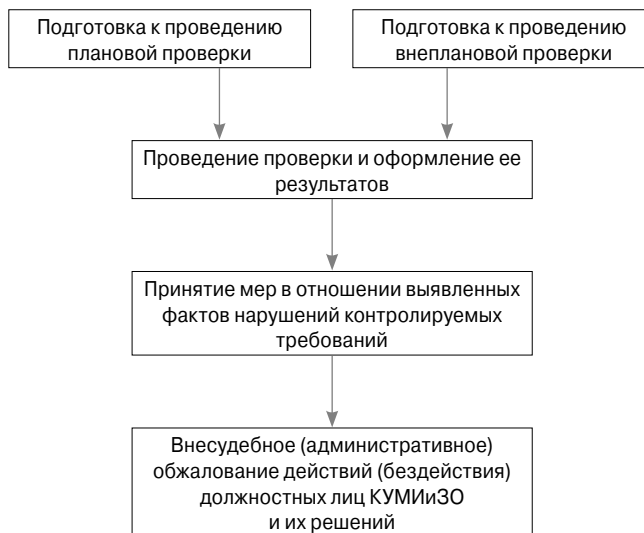 Подготовка к проведению
плановой проверки
Подготовка к проведению
внеплановой проверки
Проведение проверки и оформление ее
результатов
Принятие мер в отношении выявленных
фактов нарушений контролируемых
требований
Внесудебное (административное)
обжалование действий (бездействия)
должностных лиц КУМИиЗО
и их решений